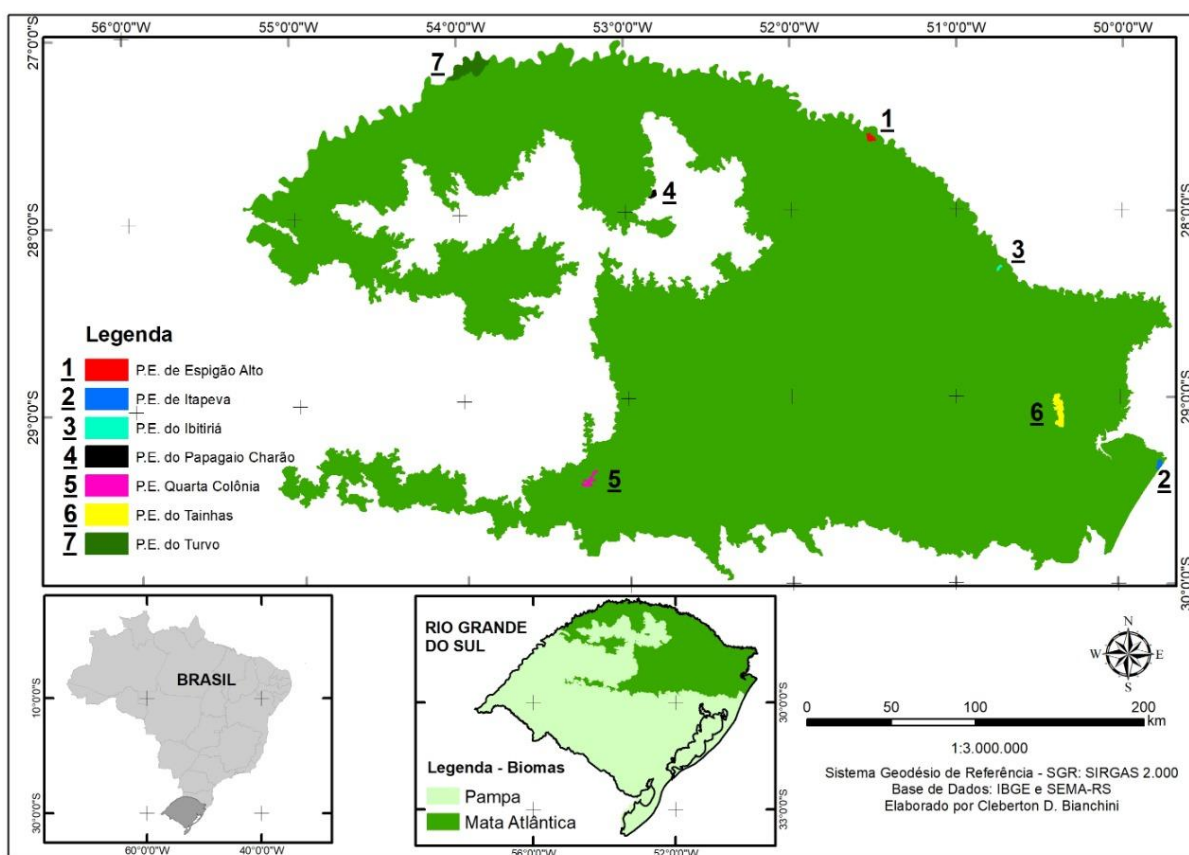 56°0'0"W
55°0'0"W
54°0'0"W
53°0'0"W
52°0'0"W
51°0'0"W
50°0'0"W
27°0'0"S
27°0'0"S
28°0'0"S
28°0'0"S
29°0'0"S
29°0'0"S
30°0'0"S
7
1
4
3
6
5
2
Legenda
1 P.E. de Espigão Alto
2 P.E. de Itapeva
3 P.E. do Ibitiriá
4 P.E. do Papagaio Charão
5 P.E. Quarta Colônia
6 P.E. do Tainhas
7 P.E. do Turvo
BRASIL
10°0'0"S
30°0'0"S
60°0'0"W
40°0'0"W
RIO GRANDE
DO SUL
Legenda - Biomas
Pampa
Mata Atlântica
30°0'0"S
33°0'0"S
56°0'0"W
52°0'0"W
N
W
E
S
0 50 100 200
km
1:3.000.000
Sistema Geodésio de Referência - SGR: SIRGAS 2.000
Base de Dados: IBGE e SEMA-RS
Elaborado por Cleberton D. Bianchini